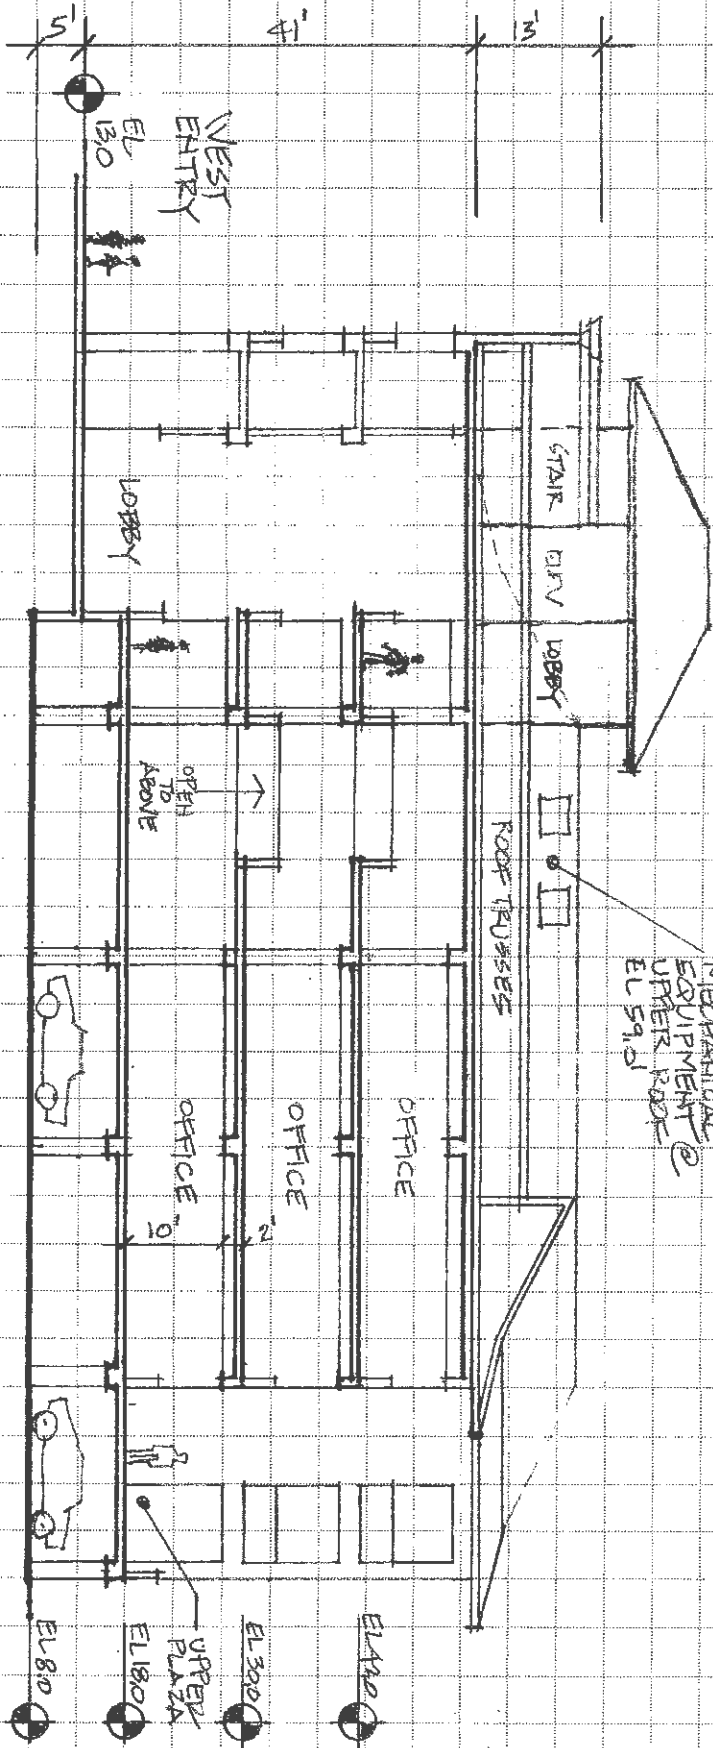 5'
41'
13'
WEST
ENTRY
EL
13.0
LOBBY
STAIR
ELEV
LOBBY
MECHANICAL
EQUIPMENT @
UPPER ROOF
EL 59.0'
ROOF TRUSSES
OPEN
TO
ABOVE
OFFICE
OFFICE
OFFICE
10'
2'
UPPER
PLAZA
EL 42.0
EL 30.0
EL 18.0
EL 8.0